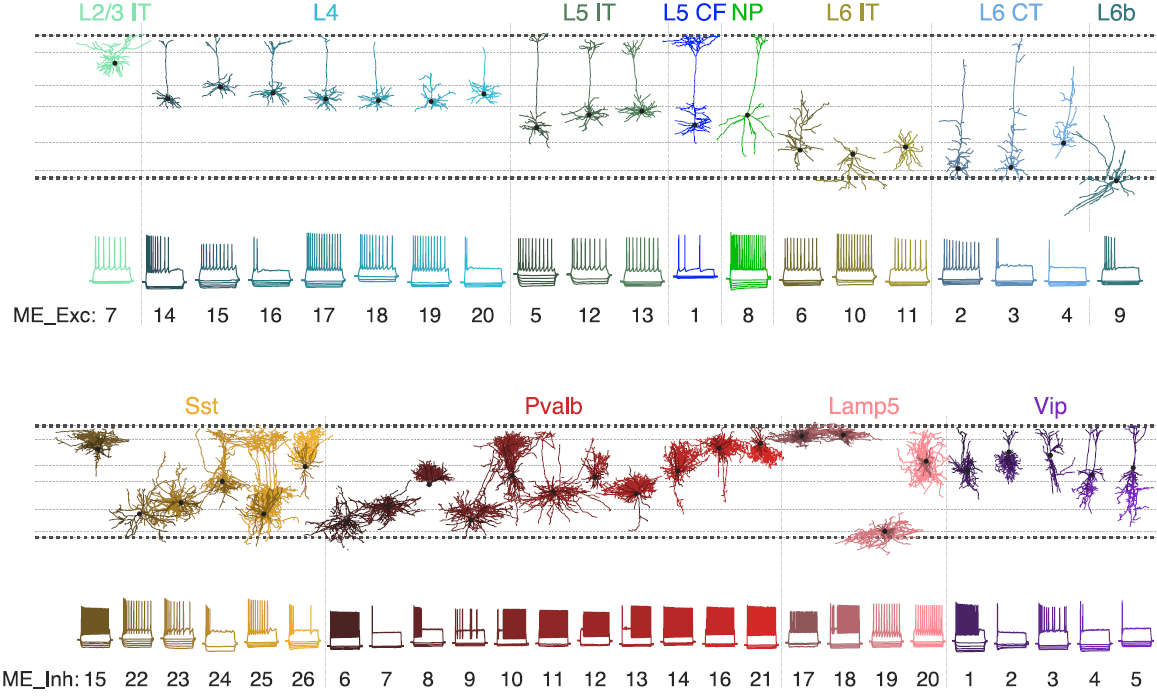 L2/3 IT L4 L5 IT L5 CF NP L6 IT L6 CT L6b
ME_Exc: 7 14 15 16 17 18 19 20 5 12 13 1 8 6 10 11 2 3 4 9
Sst Pvalb Lamp5 Vip
ME_Inh: 15 22 23 24 25 26 6 7 8 9 10 11 12 13 14 16 21 17 18 19 20 1 2 3 4 5